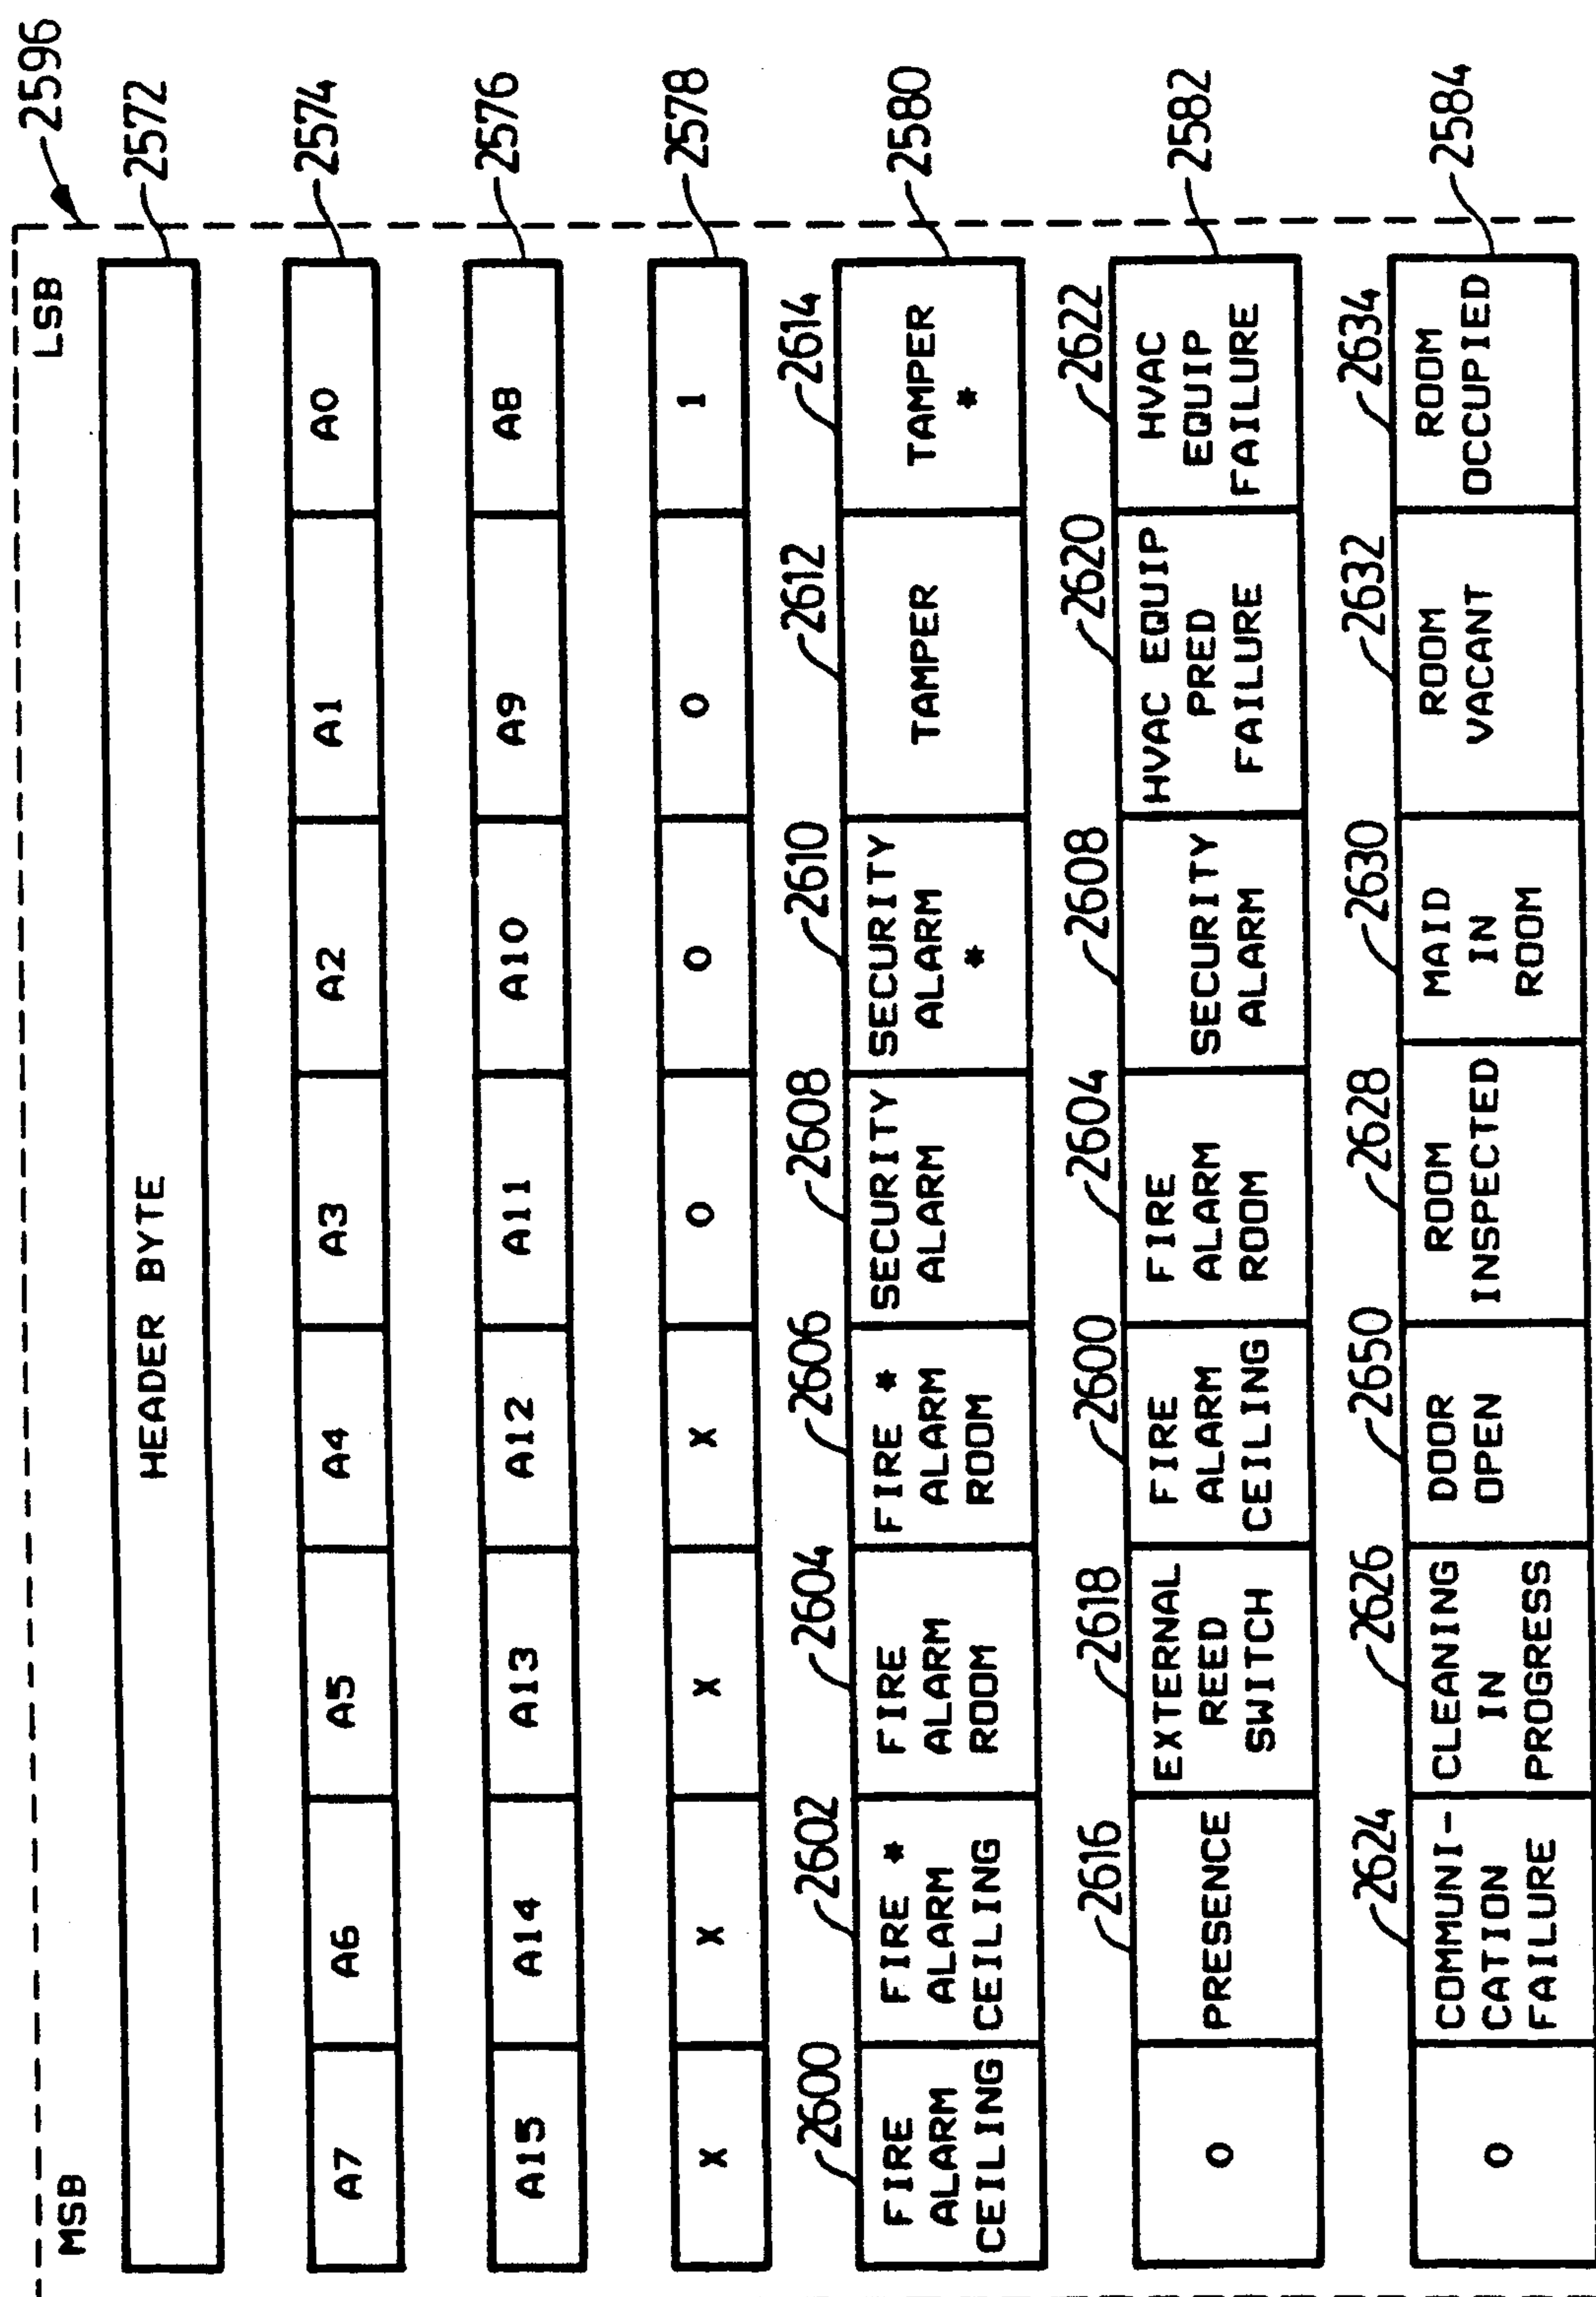 2596
MSB
LSB
HEADER BYTE
2572
A7 A6 A5 A4 A3 A2 A1 A0
2574
A15 A14 A13 A12 A11 A10 A9 A8
2576
X X X X 0 0 0 1
2578
2600 2602 2604 2606 2608 2610 2612 2614
FIRE
ALARM
CEILING
FIRE *
ALARM
CEILING
FIRE
ALARM
ROOM
FIRE *
ALARM
ROOM
SECURITY
ALARM
SECURITY
ALARM
*
TAMPER
TAMPER
*
2580
2616 2618 2600 2604 2608 2620 2622
0
PRESENCE
EXTERNAL
REED
SWITCH
FIRE
ALARM
CEILING
FIRE
ALARM
ROOM
SECURITY
ALARM
HVAC EQUIP
PRED
FAILURE
HVAC
EQUIP
FAILURE
2582
2624 2626 2650 2628 2630 2632 2634
0
COMMUNI-
CATION
FAILURE
CLEANING
IN
PROGRESS
DOOR
OPEN
ROOM
INSPECTED
MAID
IN
ROOM
ROOM
VACANT
ROOM
OCCUPIED
2584